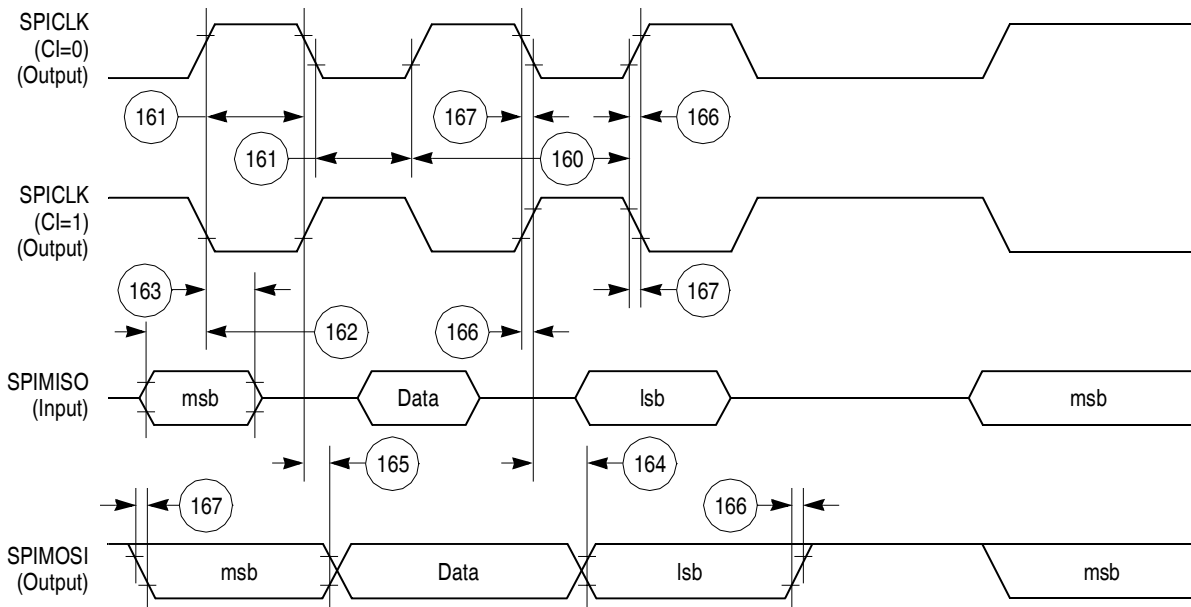 SPICLK
(CI=0)
(Output)
161
167
166
161
160
SPICLK
(CI=1)
(Output)
163
167
162
166
SPIMISO
(Input)
msb
Data
lsb
msb
165
164
167
166
SPIMOSI
(Output)
msb
Data
lsb
msb